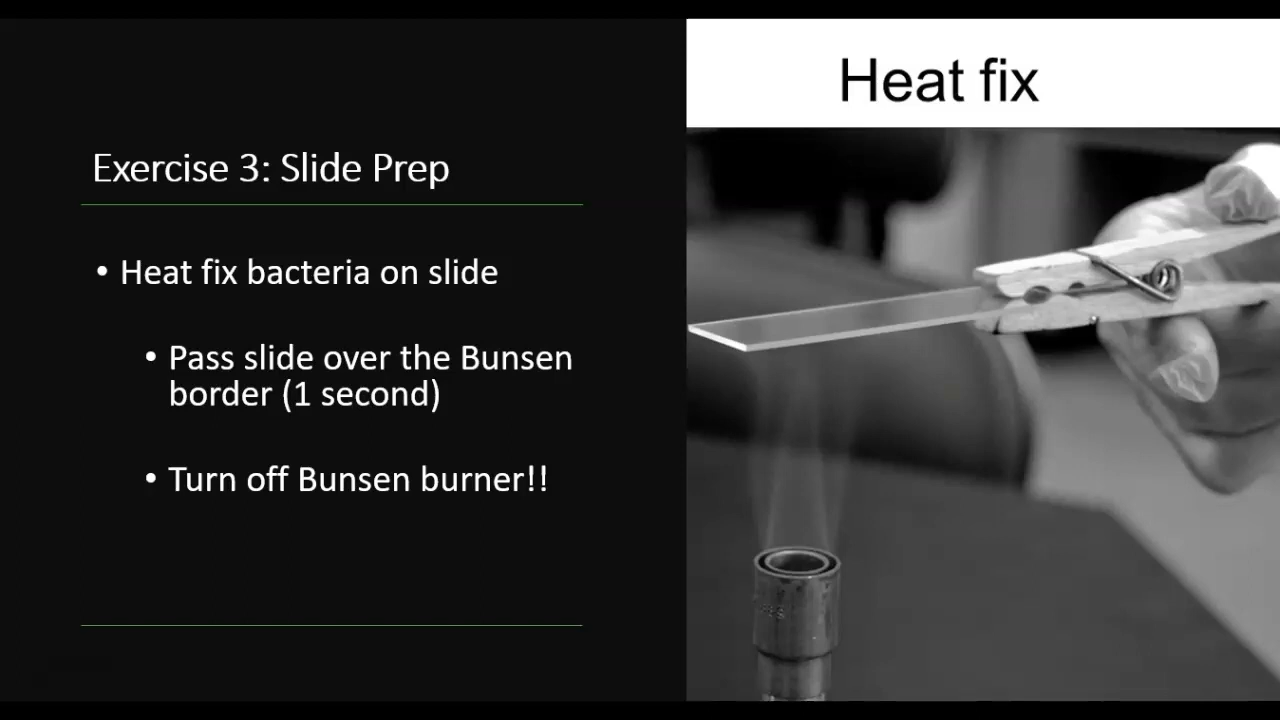 Heat fix
Exercise 3: Slide Prep
• Heat fix bacteria on slide
• Pass slide over the Bunsen
border (1 second)
• Turn off Bunsen burner!!